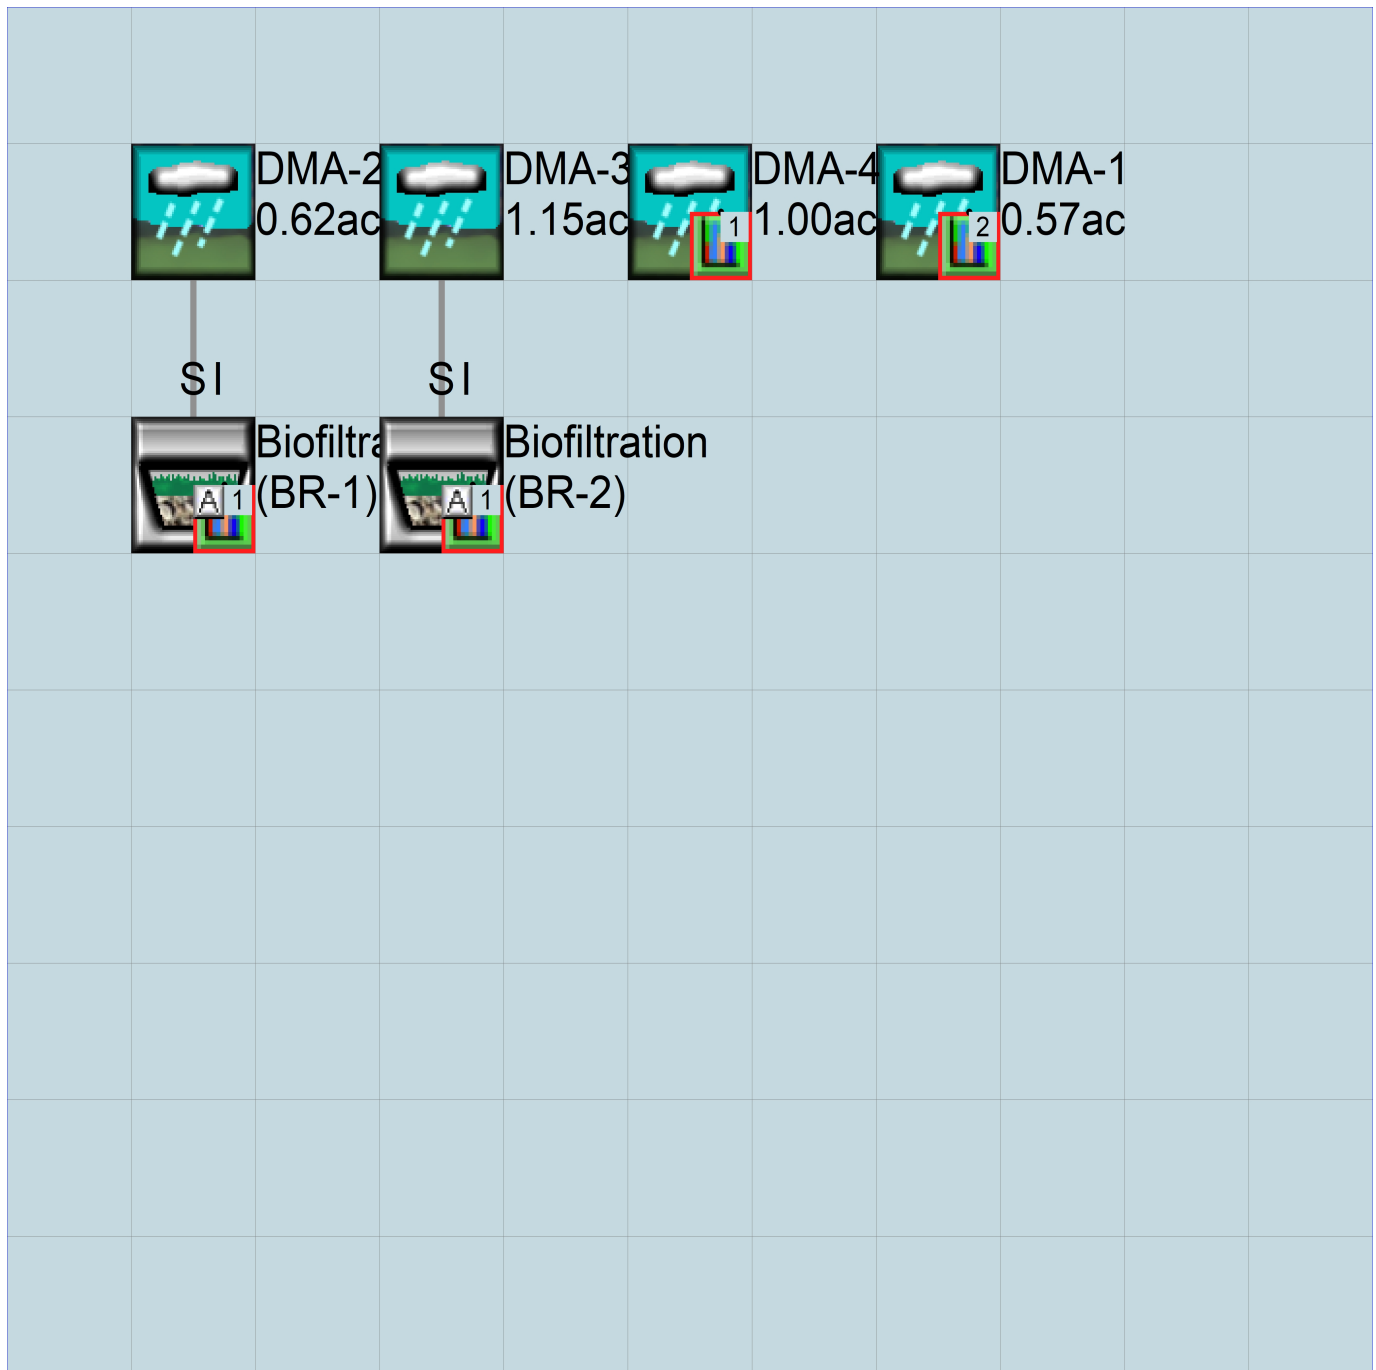 DMA-2
0.62ac
DMA-3
1.15ac
DMA-4
1.00ac
1
DMA-1
0.57ac
2
SI
SI
Biofiltra
(BR-1)
A 1
Biofiltration
(BR-2)
A 1